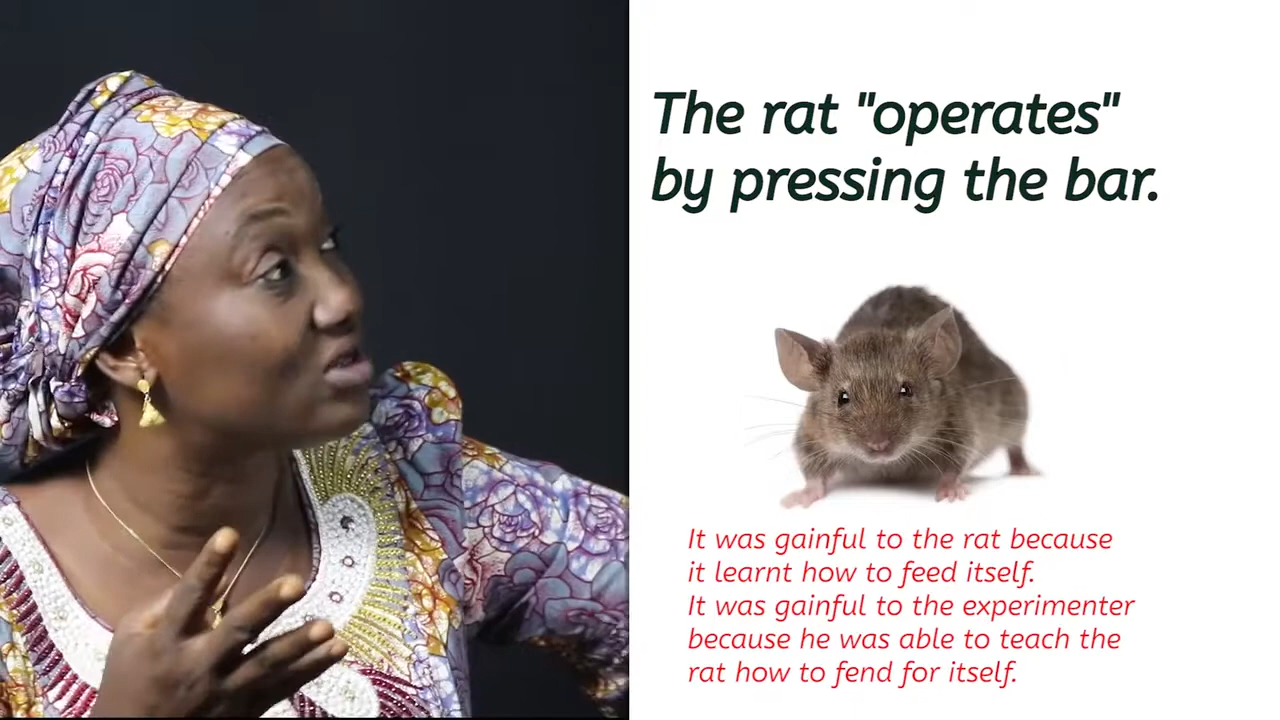 The rat "operates"
by pressing the bar.
It was gainful to the rat because
it learnt how to feed itself.
It was gainful to the experimenter
because he was able to teach the
rat how to fend for itself.